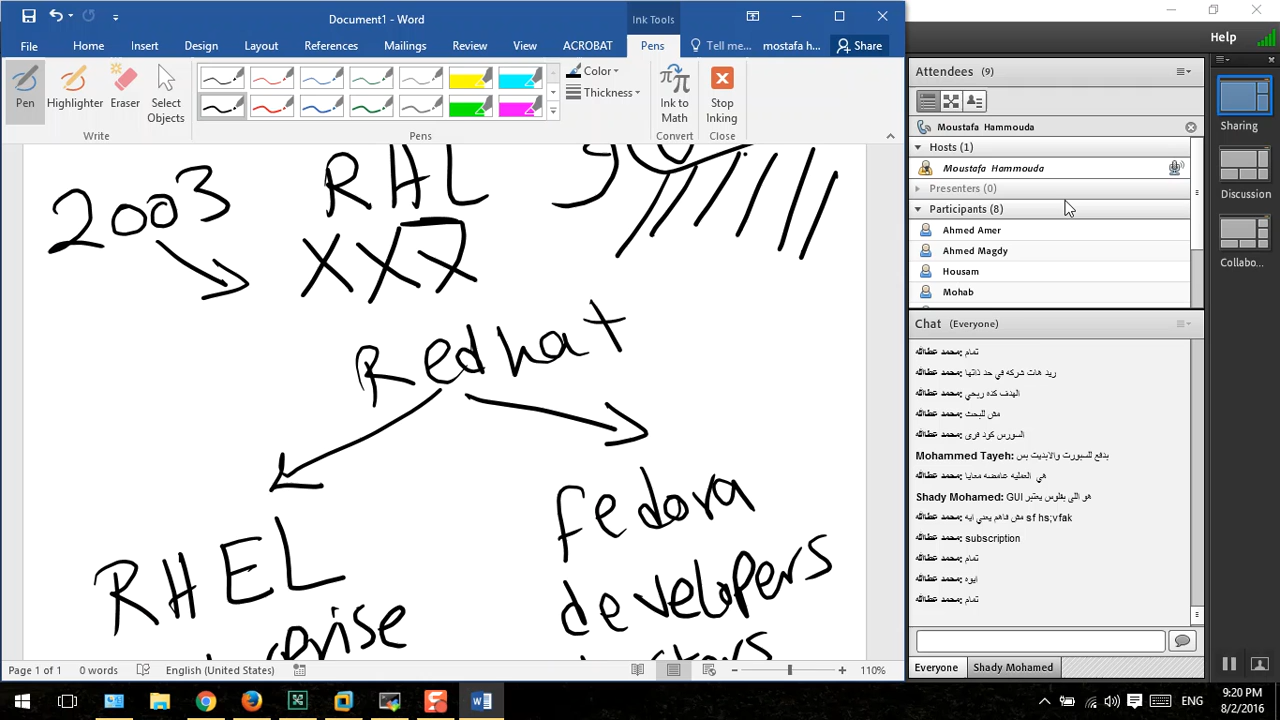 Document1 - Word
Ink Tools
File
Home
Insert
Design
Layout
References
Mailings
Review
View
ACROBAT
Pens
Tell me...
mostafa h...
Share
Pen
Highlighter
Eraser
Select Objects
Color
Thickness
Ink to Math
Stop Inking
Write
Pens
Convert
Close
2003
RHL 9
XXX
Redhat
RHEL
fedora
developers
Page 1 of 1
0 words
English (United States)
110%
Help
Attendees (9)
Moustafa Hammouda
Hosts (1)
Moustafa Hammouda
Presenters (0)
Participants (8)
Ahmed Amer
Ahmed Magdy
Housam
Mohab
Chat (Everyone)
محمد عطاالله: تمام
محمد عطاالله: ريد هات شركه في حد ذاتها
محمد عطاالله: الهدف كده ربحي
محمد عطاالله: مش للبحث
محمد عطاالله: السورس كود فرى
Mohammed Tayeh: بدفع للسبورت والابديت بس
محمد عطاالله: هي العمليه غامضه معايا
Shady Mohamed: GUI هو اللى بفلوس يعتبر
محمد عطاالله: مش فاهم يعني ايه sf hs;vfak
محمد عطاالله: subscription
محمد عطاالله: تمام
محمد عطاالله: ايوه
محمد عطاالله: تمام
Everyone
Shady Mohamed
Sharing
Discussion
Collabo...
ENG
9:20 PM
8/2/2016